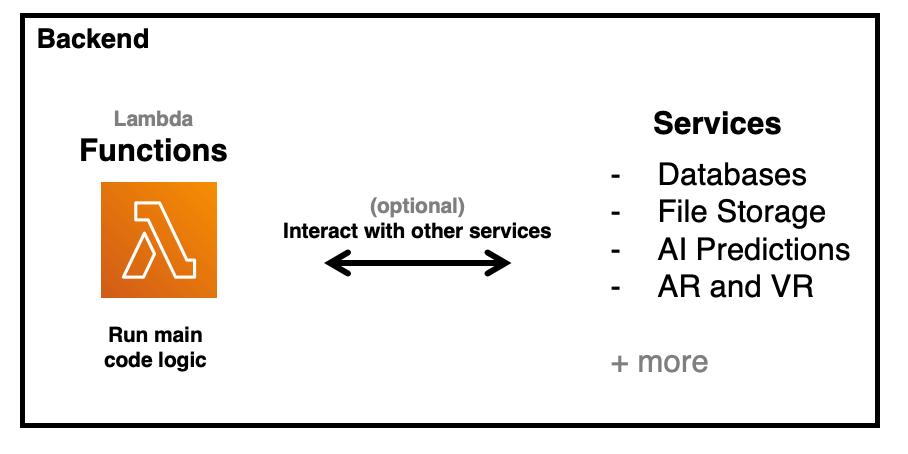 Backend
Lambda
Functions
Run main
code logic
(optional)
Interact with other services
Services
- Databases
- File Storage
- AI Predictions
- AR and VR
+ more